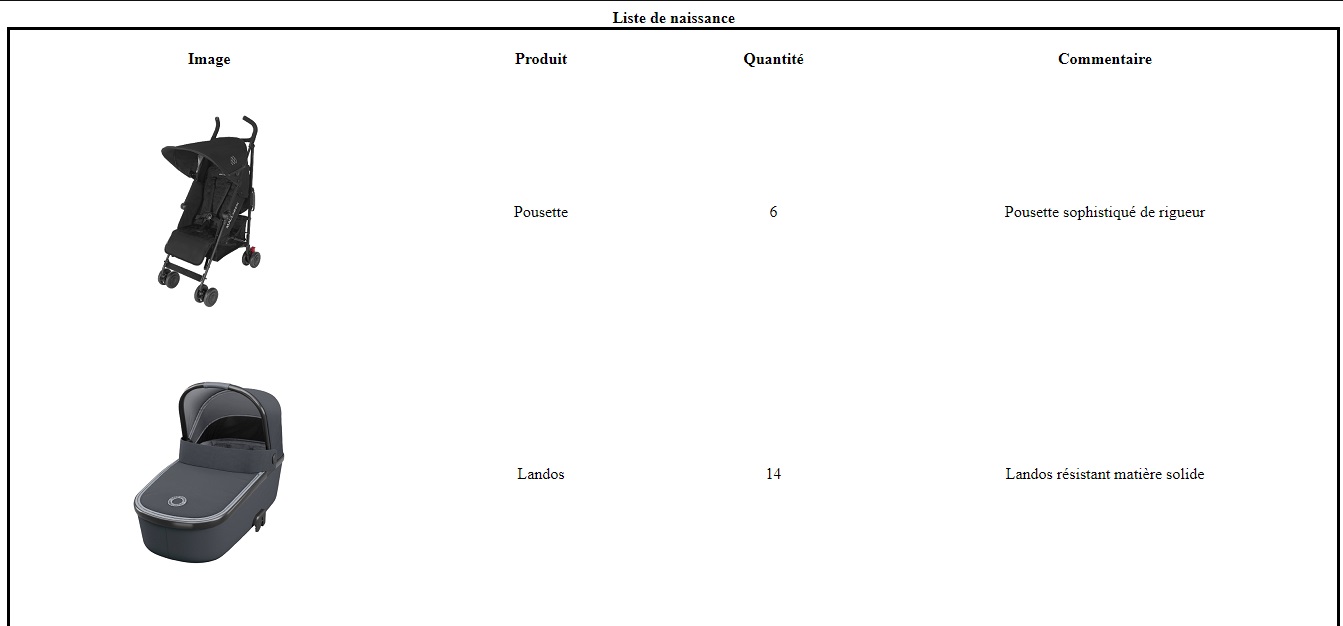 Liste de naissance
Image Produit Quantité Commentaire
Pousette 6 Pousette sophistiqué de rigueur
Landos 14 Landos résistant matière solide